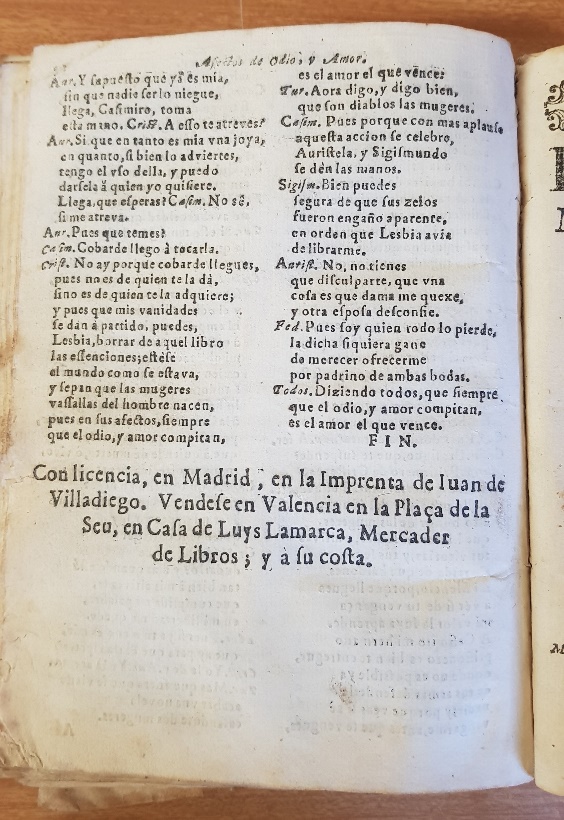 Afectos de Odio, y Amor.
Aur. Y supuesto que ya es mia,
sin que nadie serlo niegue,
llega, Casimiro, toma
esta mano. Crist. A esso te atreves?
Aur. Si que en tanto es mia vna joya,
en quanto, si bien lo adviertes,
tengo el vso della, y puedo
darsela à quien yo quisiere.
Llega, que esperas? Casim. No sè,
si me atreva.
Aur. Pues que temes?
Casim. Cobarde llego à tocarla.
Crist. No ay porque cobarde llegues,
pues no es de quien te la dà,
sino es de quien te la adquiere;
y pues que mis vanidades
se dàn à partido, puedes,
Lesbia, borrar de aquel libro
las essenciones; estèse
el mundo como se estava,
y sepan que las mugeres
vassallas del hombre nacen,
pues en sus afectos, siempre
que el odio, y amor compitan,
es el amor el que vence.
Tur. Aora digo, y digo bien,
que son diablos las mugeres.
Casim. Pues porque con mas aplauso
aquesta accion se celebre,
Auristela, y Sigismundo
se dèn las manos.
Sigism. Bien puedes
segura de que sus zelos
fueron engaño aparente,
en orden que Lesbia avia
de librarme.
Aurist. No, no tienes
que disculparte, que vna
cosa es que dama me quexe,
y otra esposa desconfie.
Fed. Pues soy quien todo lo pierde,
la dicha siquiera gane
de merecer ofrecerme
por padrino de ambas bodas.
Todos. Diziendo todos, que siempre
que el odio, y amor compitan,
es el amor el que vence.
FIN.
Con licencia, en Madrid, en la Imprenta de Iuan de
Villadiego. Vendese en Valencia en la Plaça de la
Seu, en Casa de Luys Lamarca, Mercader
de Libros; y à su costa.